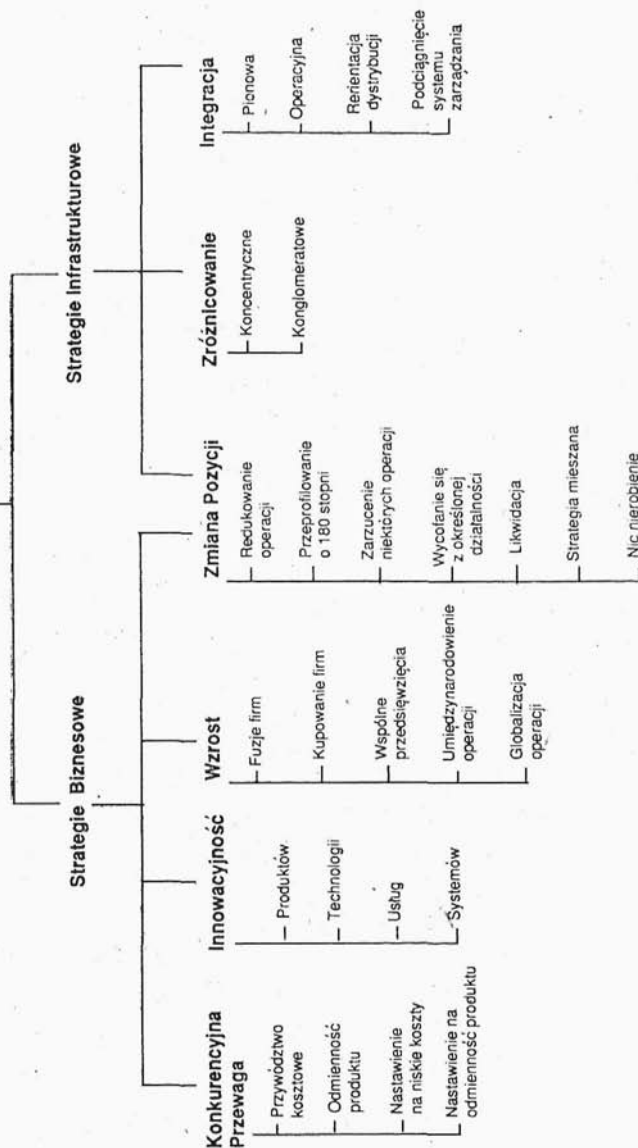 Strategie Biznesowe
Strategie Infrastrukturowe
Konkurencyjna
Przewaga
Przywództwo
kosztowe
Odmienność
produktu
Nastawienie
na niskie koszty
Nastawienie na
odmienność produktu
Innowacyjność
Produktów
Technologii
Usług
Systemów
Wzrost
Fuzje firm
Kupowanie firm
Wspólne
przedsięwzięcia
Umiędzynarodowienie
operacji
Globalizacja
operacji
Zmiana Pozycji
Redukowanie
operacji
Przeprofilowanie
o 180 stopni
Zarzucenie
niektórych operacji
Wycofanie się
z określonej
działalności
Likwidacja
Strategia mieszana
Nic nierobienie
Zróżnicowanie
Koncentryczne
Konglomeratowe
Integracja
Pionowa
Operacyjna
Rerientacja
dystrybucji
Podciągnięcie
systemu
zarządzania